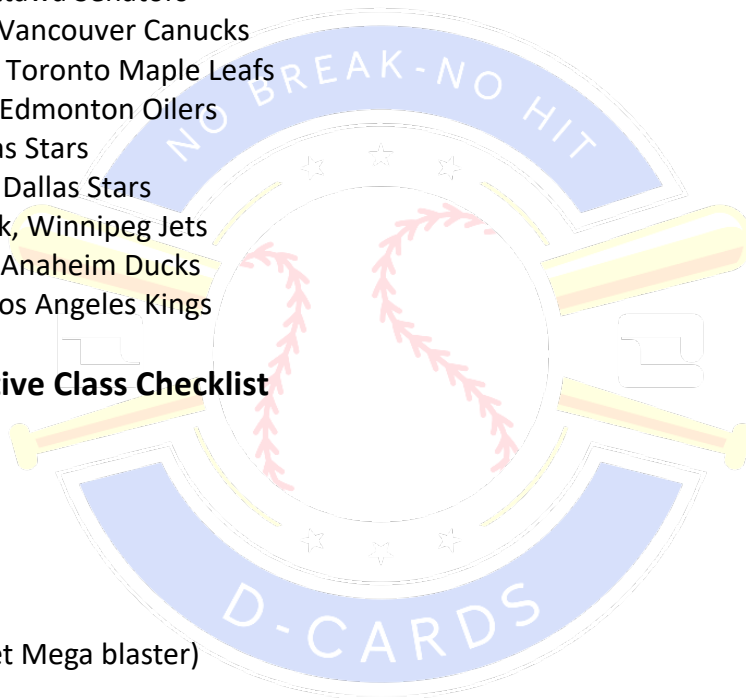 Vancouver Canucks
Toronto Maple Leafs
Edmonton Oilers
Stars
Dallas Stars
Winnipeg Jets
Anaheim Ducks
Angeles Kings
Class Checklist
Mega blaster)
NO BREAK-NO HIT
D-CARDS